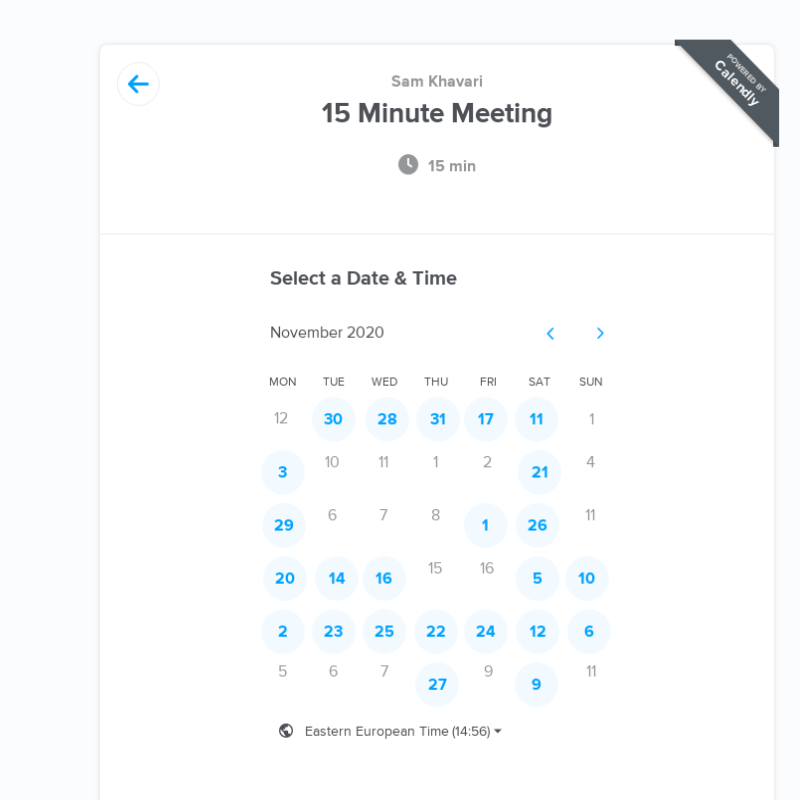 POWERED BY
Calendly
Sam Khavari
15 Minute Meeting
15 min
Select a Date & Time
November 2020
MON TUE WED THU FRI SAT SUN
12 30 28 31 17 11 1
3 10 11 1 2 21 4
29 6 7 8 1 26 11
20 14 16 15 16 5 10
2 23 25 22 24 12 6
5 6 7 27 9 9 11
Eastern European Time (14:56)